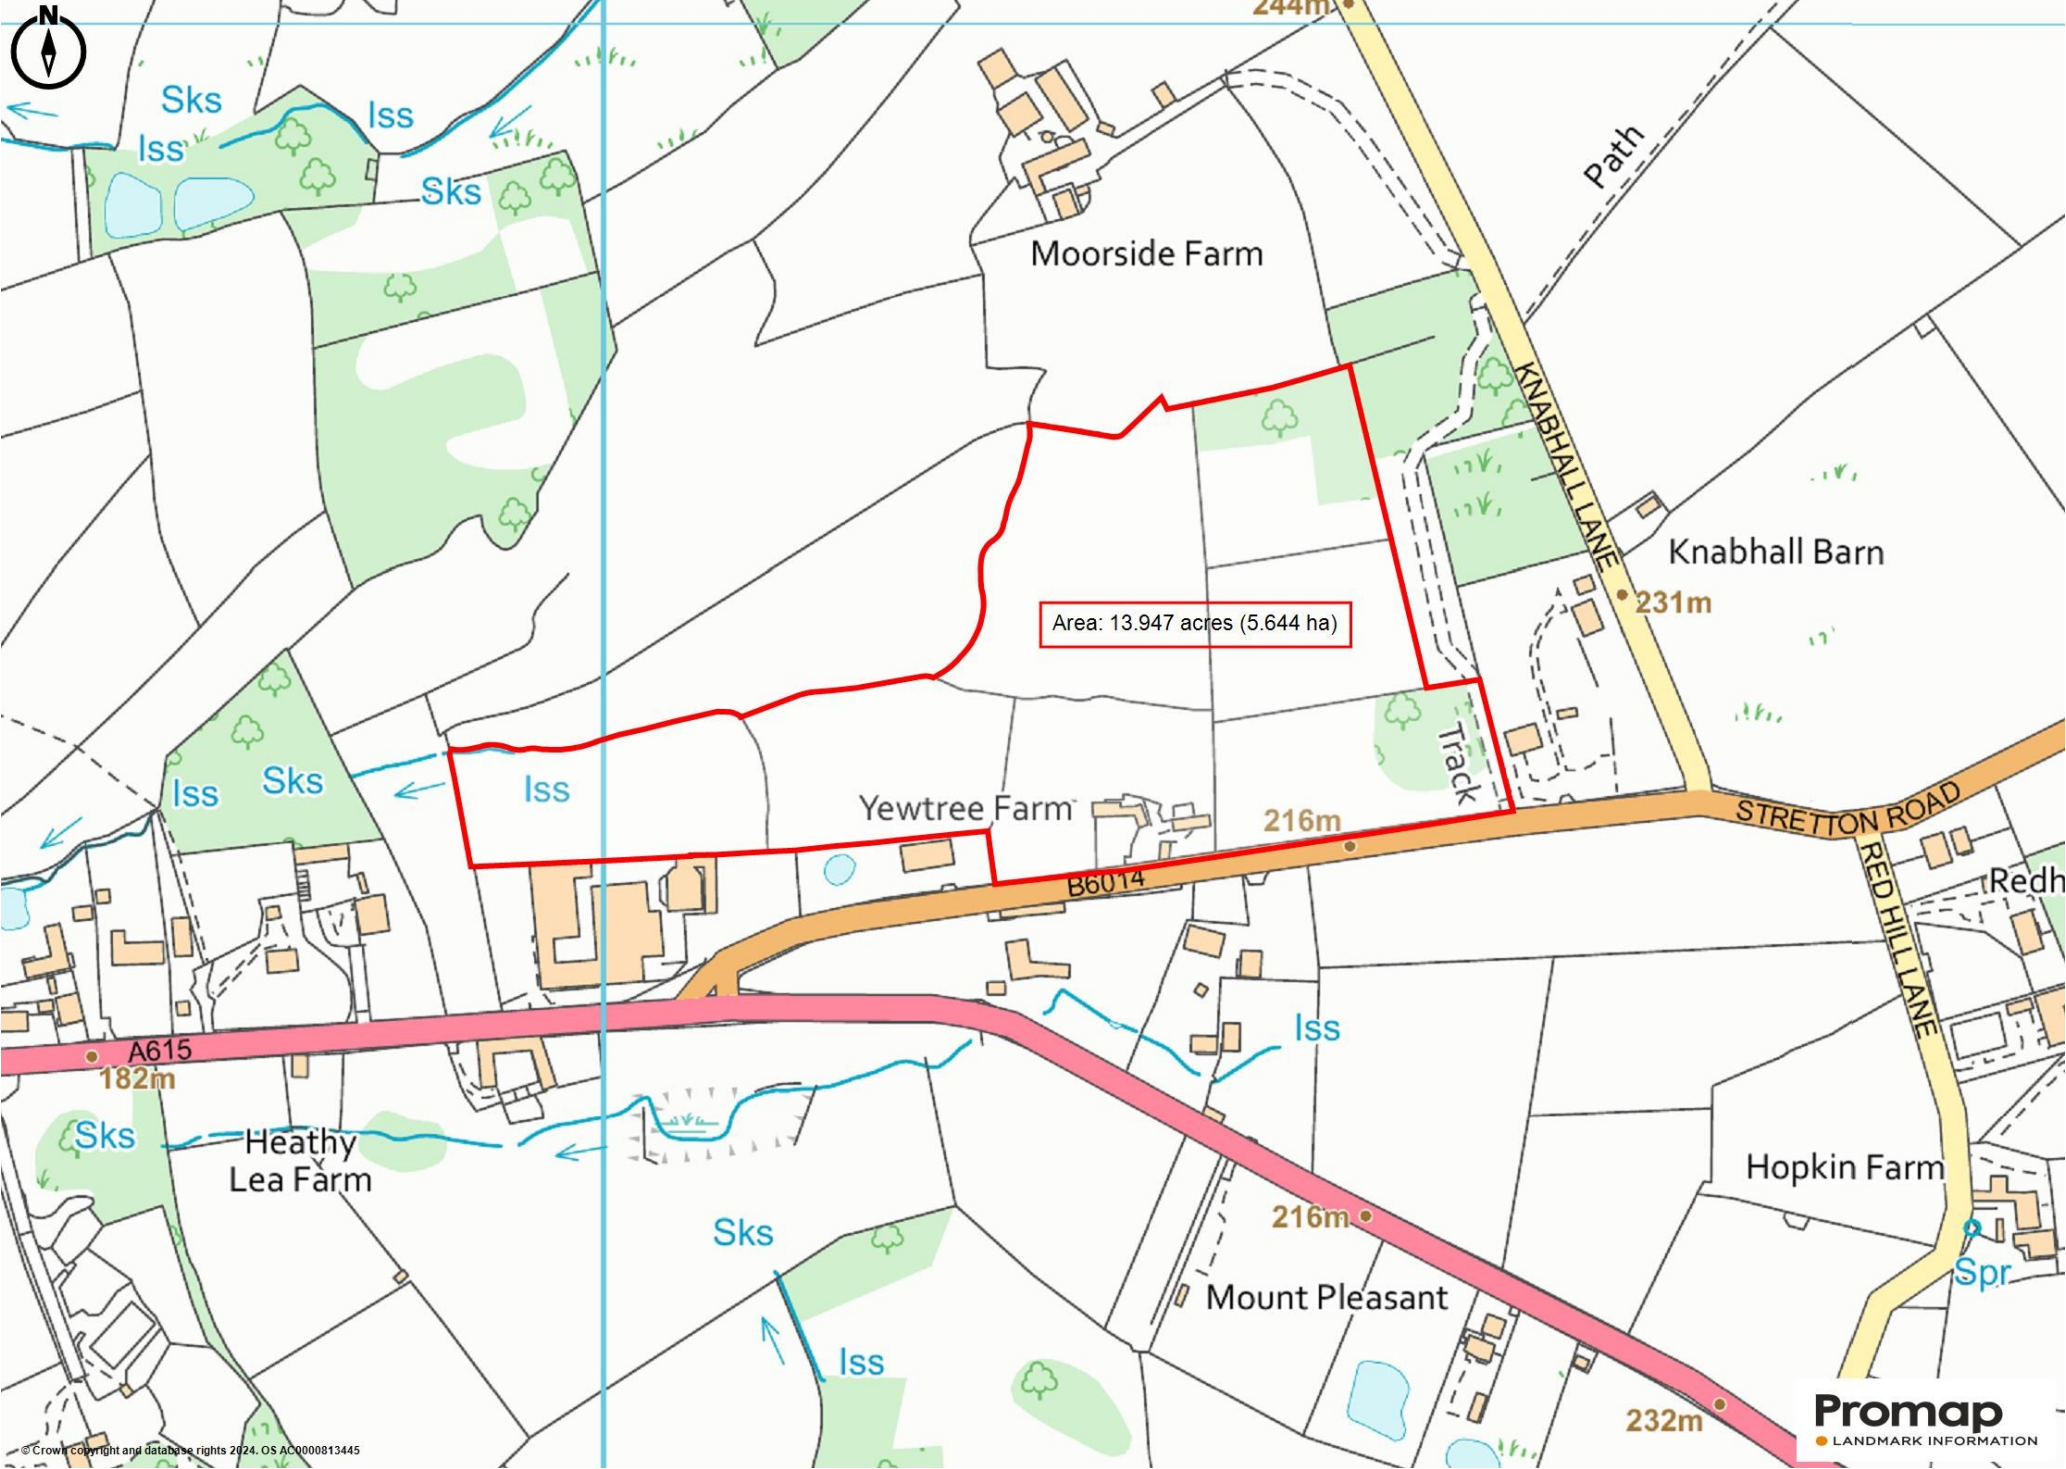 N
244m
Sks
Iss
Iss
Sks
Path
Moorside Farm
KNABHALL LANE
Knabhall Barn
231m
Area: 13.947 acres (5.644 ha)
Iss
Sks
Iss
Track
Yewtree Farm
216m
STRETTON ROAD
B6014
RED HILL LANE
Redh
A615
182m
Iss
Sks
Heathy
Lea Farm
Hopkin Farm
216m
Sks
Spr
Mount Pleasant
Iss
232m
Promap
LANDMARK INFORMATION
© Crown copyright and database rights 2024. OS AC0000813445